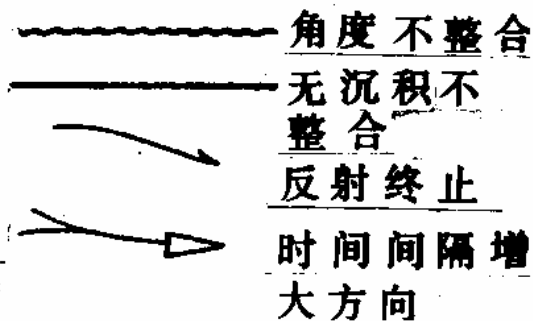 角度不整合
无沉积不
整合
反射终止
时间间隔增
大方向